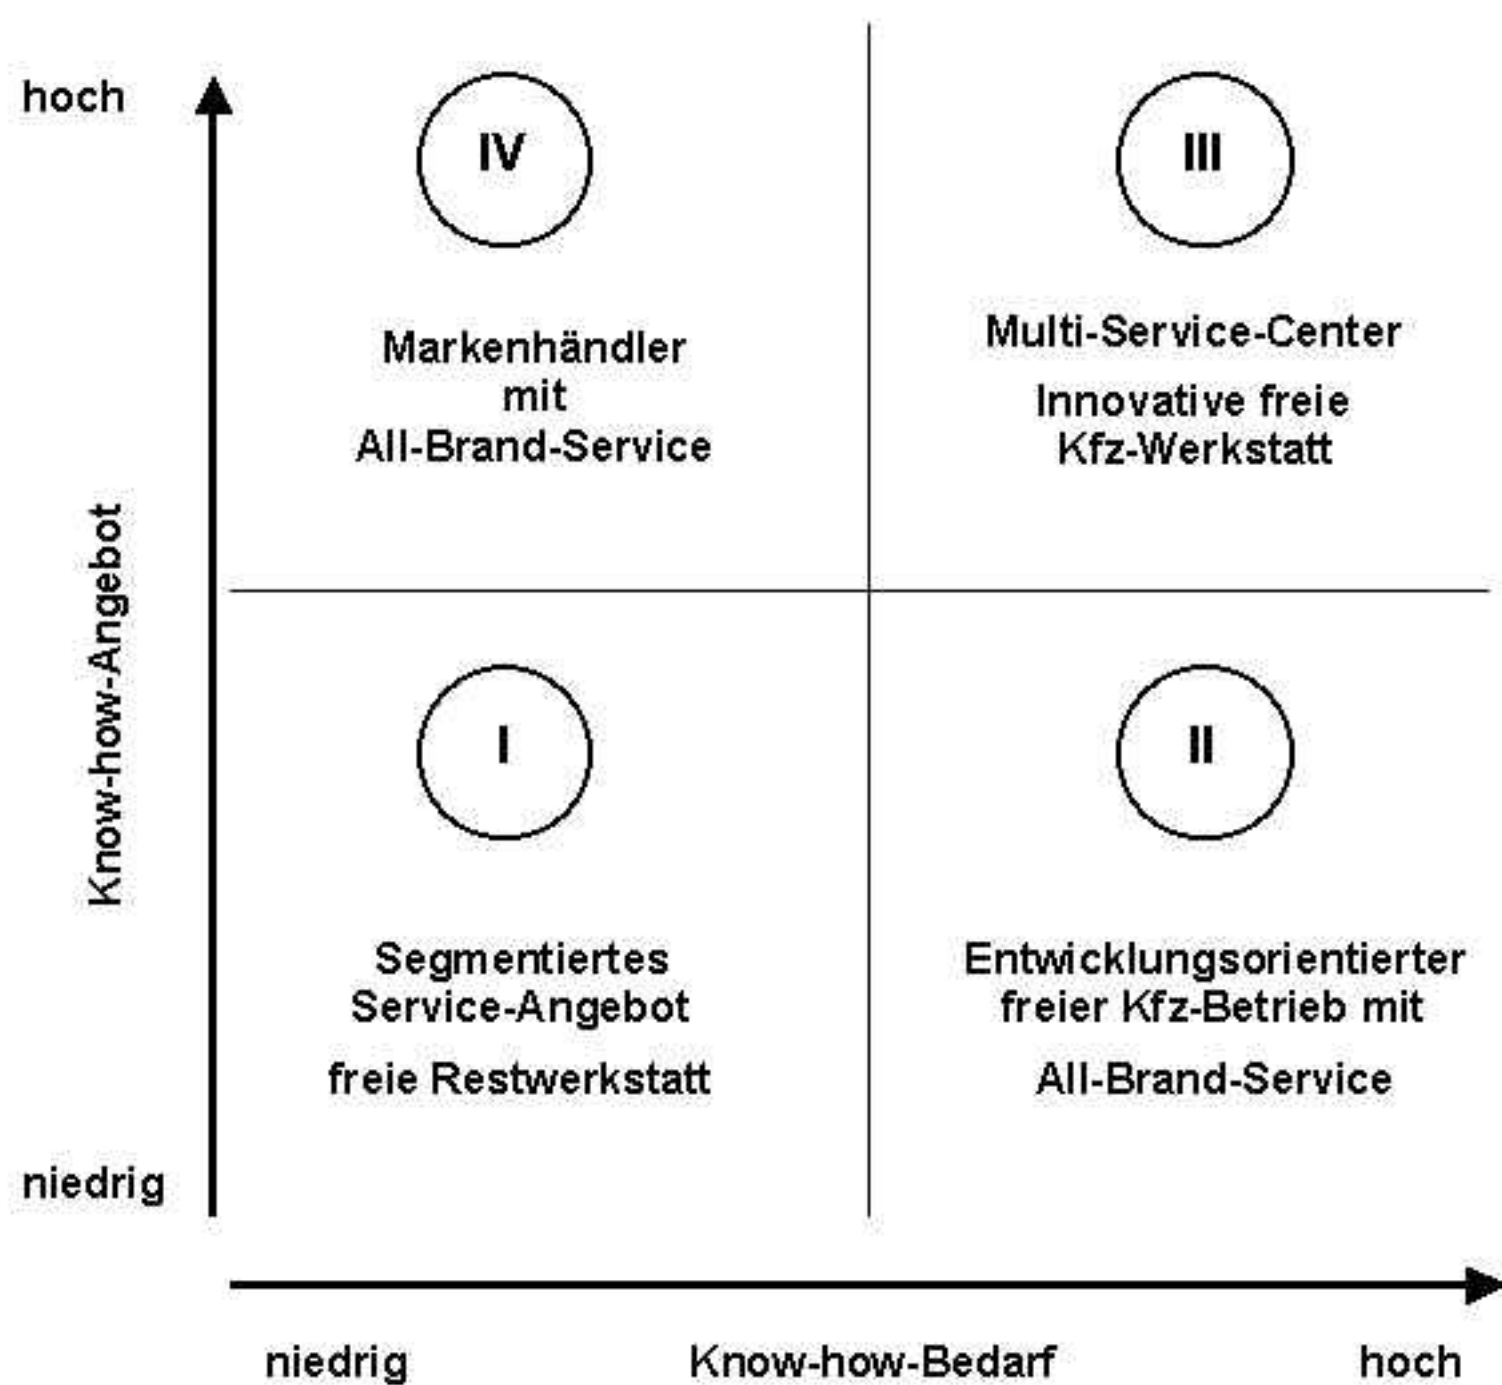 hoch
IV
Markenhändler
mit
All-Brand-Service
III
Multi-Service-Center
Innovative freie
Kfz-Werkstatt
Know-how-Angebot
I
Segmentiertes
Service-Angebot
freie Restwerkstatt
II
Entwicklungsorientierter
freier Kfz-Betrieb mit
All-Brand-Service
niedrig
niedrig Know-how-Bedarf hoch